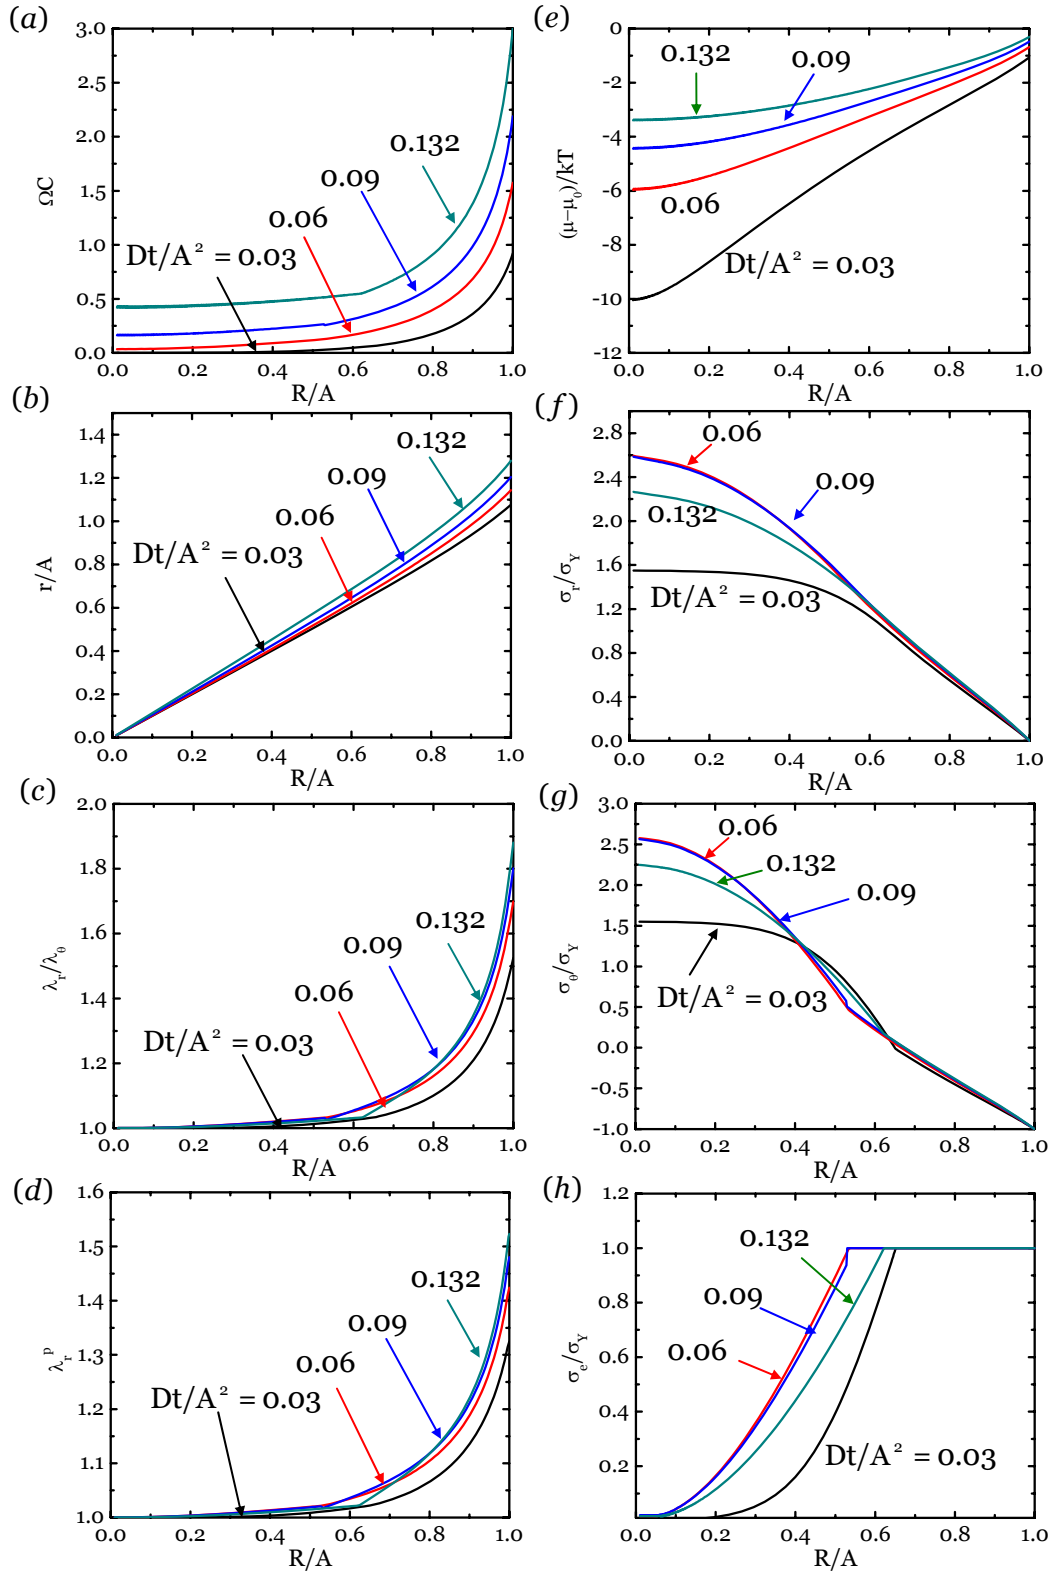 (a)
3.0
2.5
2.0
1.5
1.0
0.5
0.0
ΩC
0.132
0.09
0.06
Dt/A² = 0.03
0.0 0.2 0.4 0.6 0.8 1.0
R/A
(e)
0
-2
-4
-6
-8
-10
-12
(μ−μ₀)/kT
0.132
0.09
0.06
Dt/A² = 0.03
0.0 0.2 0.4 0.6 0.8 1.0
R/A
(b)
1.4
1.2
1.0
0.8
0.6
0.4
0.2
0.0
r/A
0.132
0.09
0.06
Dt/A² = 0.03
0.0 0.2 0.4 0.6 0.8 1.0
R/A
(f)
2.8
2.4
2.0
1.6
1.2
0.8
0.4
0.0
σr/σY
0.06
0.09
0.132
Dt/A² = 0.03
0.0 0.2 0.4 0.6 0.8 1.0
R/A
(c)
2.0
1.8
1.6
1.4
1.2
1.0
λr/λθ
0.132
0.09
0.06
Dt/A² = 0.03
0.0 0.2 0.4 0.6 0.8 1.0
R/A
(g)
3.0
2.5
2.0
1.5
1.0
0.5
0.0
-0.5
-1.0
σθ/σY
0.06
0.132
0.09
Dt/A² = 0.03
0.0 0.2 0.4 0.6 0.8 1.0
R/A
(d)
1.6
1.5
1.4
1.3
1.2
1.1
1.0
λrᵖ
0.132
0.09
0.06
Dt/A² = 0.03
0.0 0.2 0.4 0.6 0.8 1.0
R/A
(h)
1.2
1.0
0.8
0.6
0.4
0.2
σe/σY
0.132
0.09
0.06
Dt/A² = 0.03
0.0 0.2 0.4 0.6 0.8 1.0
R/A